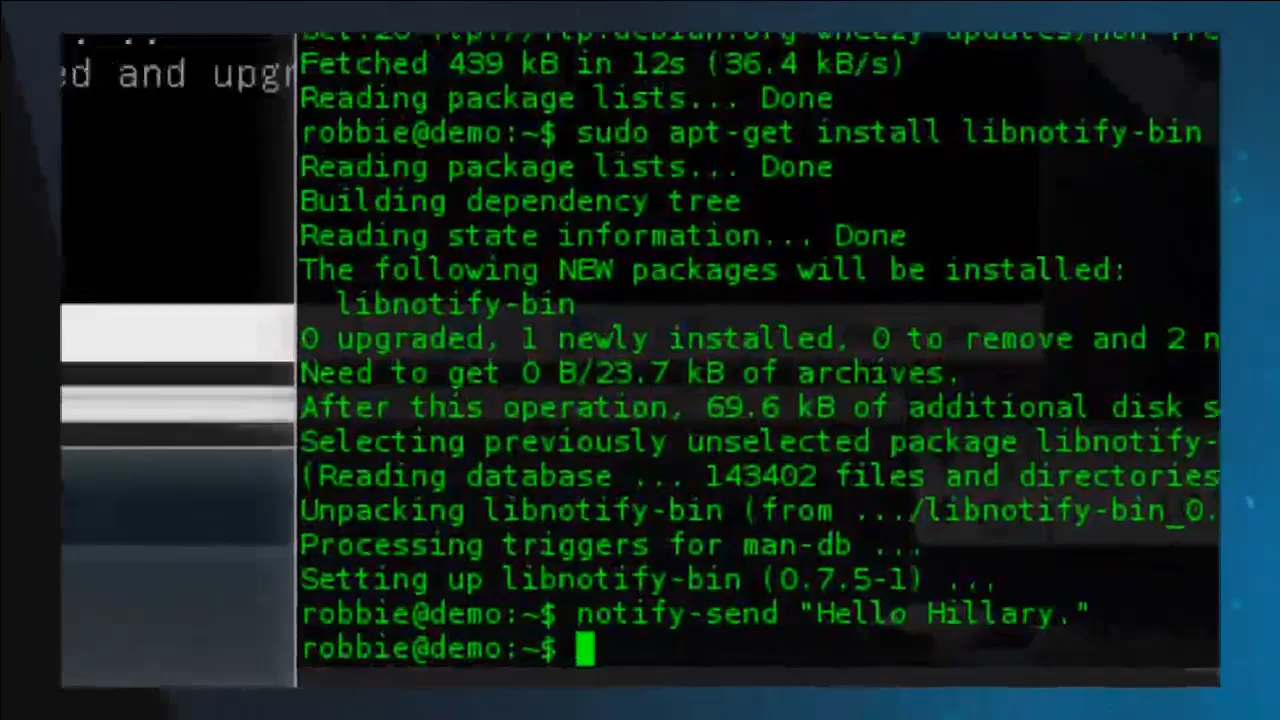 ed and upgr
Fetched 439 kB in 12s (36.4 kB/s)
Reading package lists... Done
robbie@demo:~$ sudo apt-get install libnotify-bin
Reading package lists... Done
Building dependency tree
Reading state information... Done
The following NEW packages will be installed:
libnotify-bin
0 upgraded, 1 newly installed, 0 to remove and 2 n
Need to get 0 B/23.7 kB of archives.
After this operation, 69.6 kB of additional disk s
Selecting previously unselected package libnotify-
(Reading database ... 143402 files and directories
Unpacking libnotify-bin (from .../libnotify-bin_0.
Processing triggers for man-db ...
Setting up libnotify-bin (0.7.5-1) ...
robbie@demo:~$ notify-send "Hello Hillary."
robbie@demo:~$